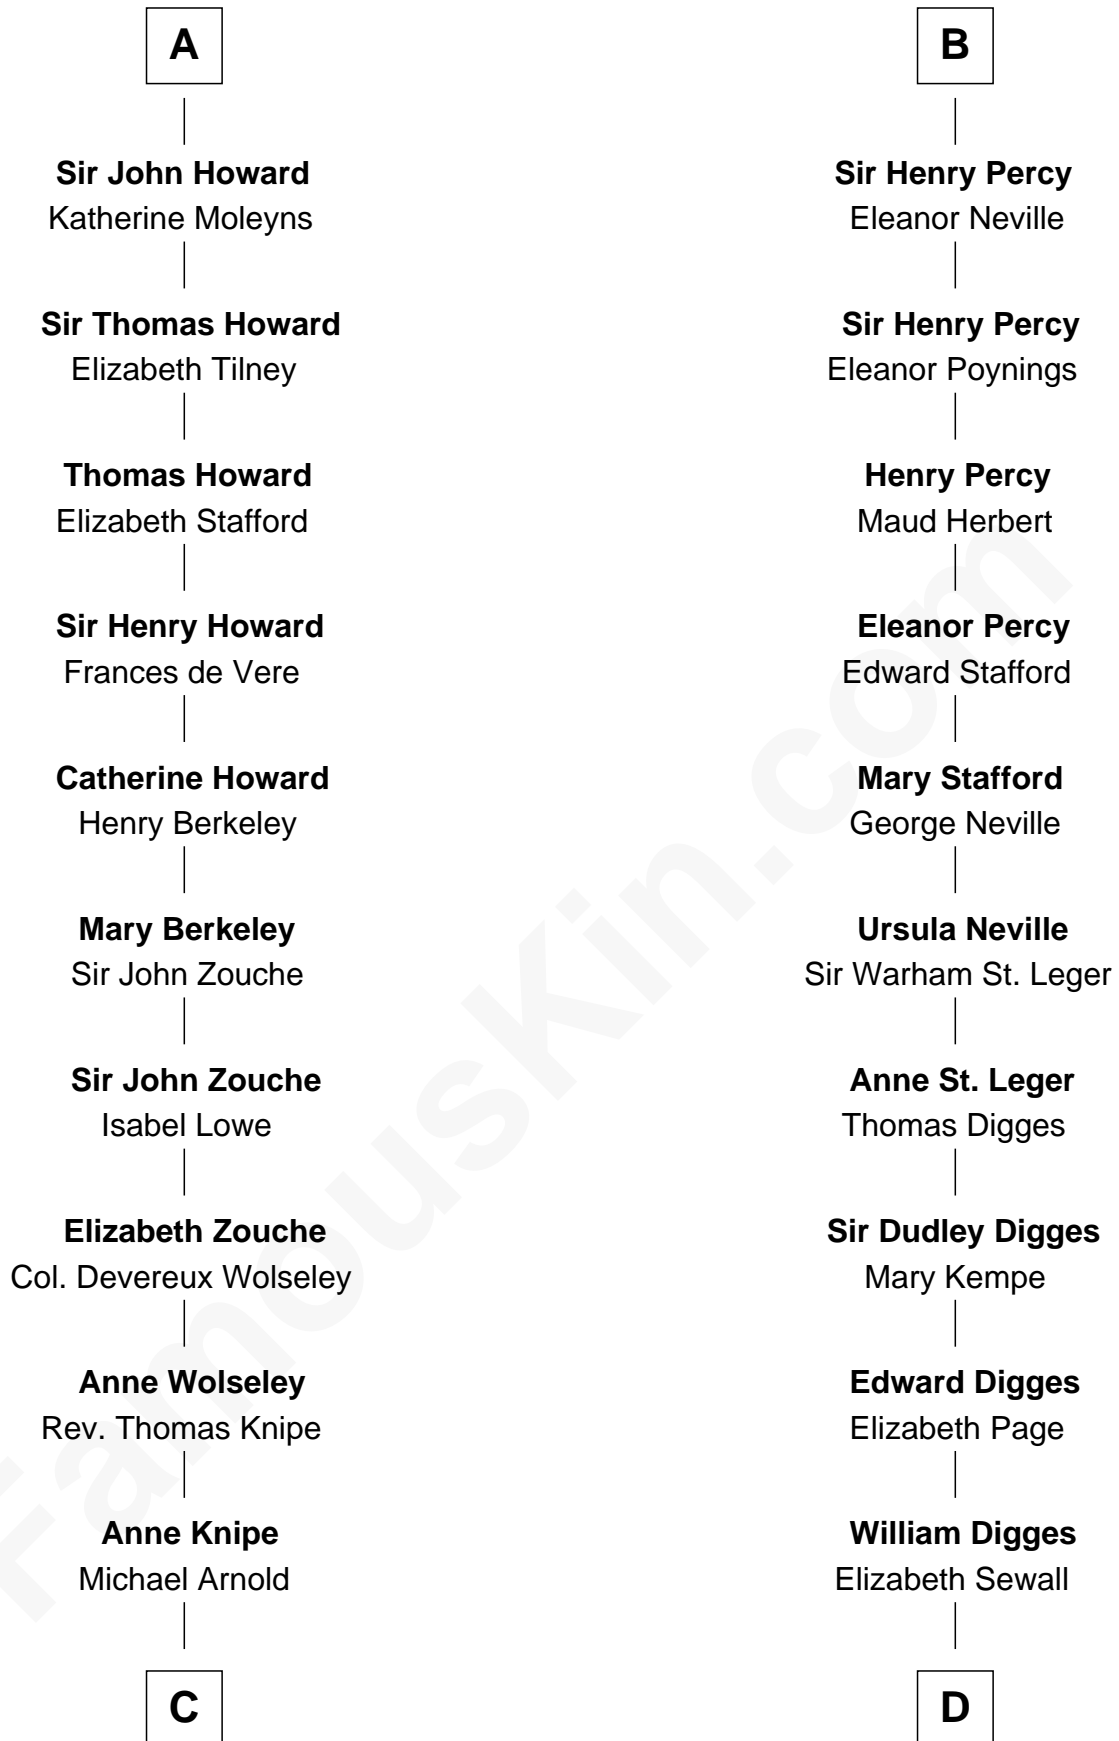 A
Sir John Howard
Katherine Moleyns
Sir Thomas Howard
Elizabeth Tilney
Thomas Howard
Elizabeth Stafford
Sir Henry Howard
Frances de Vere
Catherine Howard
Henry Berkeley
Mary Berkeley
Sir John Zouche
Sir John Zouche
Isabel Lowe
Elizabeth Zouche
Col. Devereux Wolseley
Anne Wolseley
Rev. Thomas Knipe
Anne Knipe
Michael Arnold
C
B
Sir Henry Percy
Eleanor Neville
Sir Henry Percy
Eleanor Poynings
Henry Percy
Maud Herbert
Eleanor Percy
Edward Stafford
Mary Stafford
George Neville
Ursula Neville
Sir Warham St. Leger
Anne St. Leger
Thomas Digges
Sir Dudley Digges
Mary Kempe
Edward Digges
Elizabeth Page
William Digges
Elizabeth Sewall
D
FamousKin.com